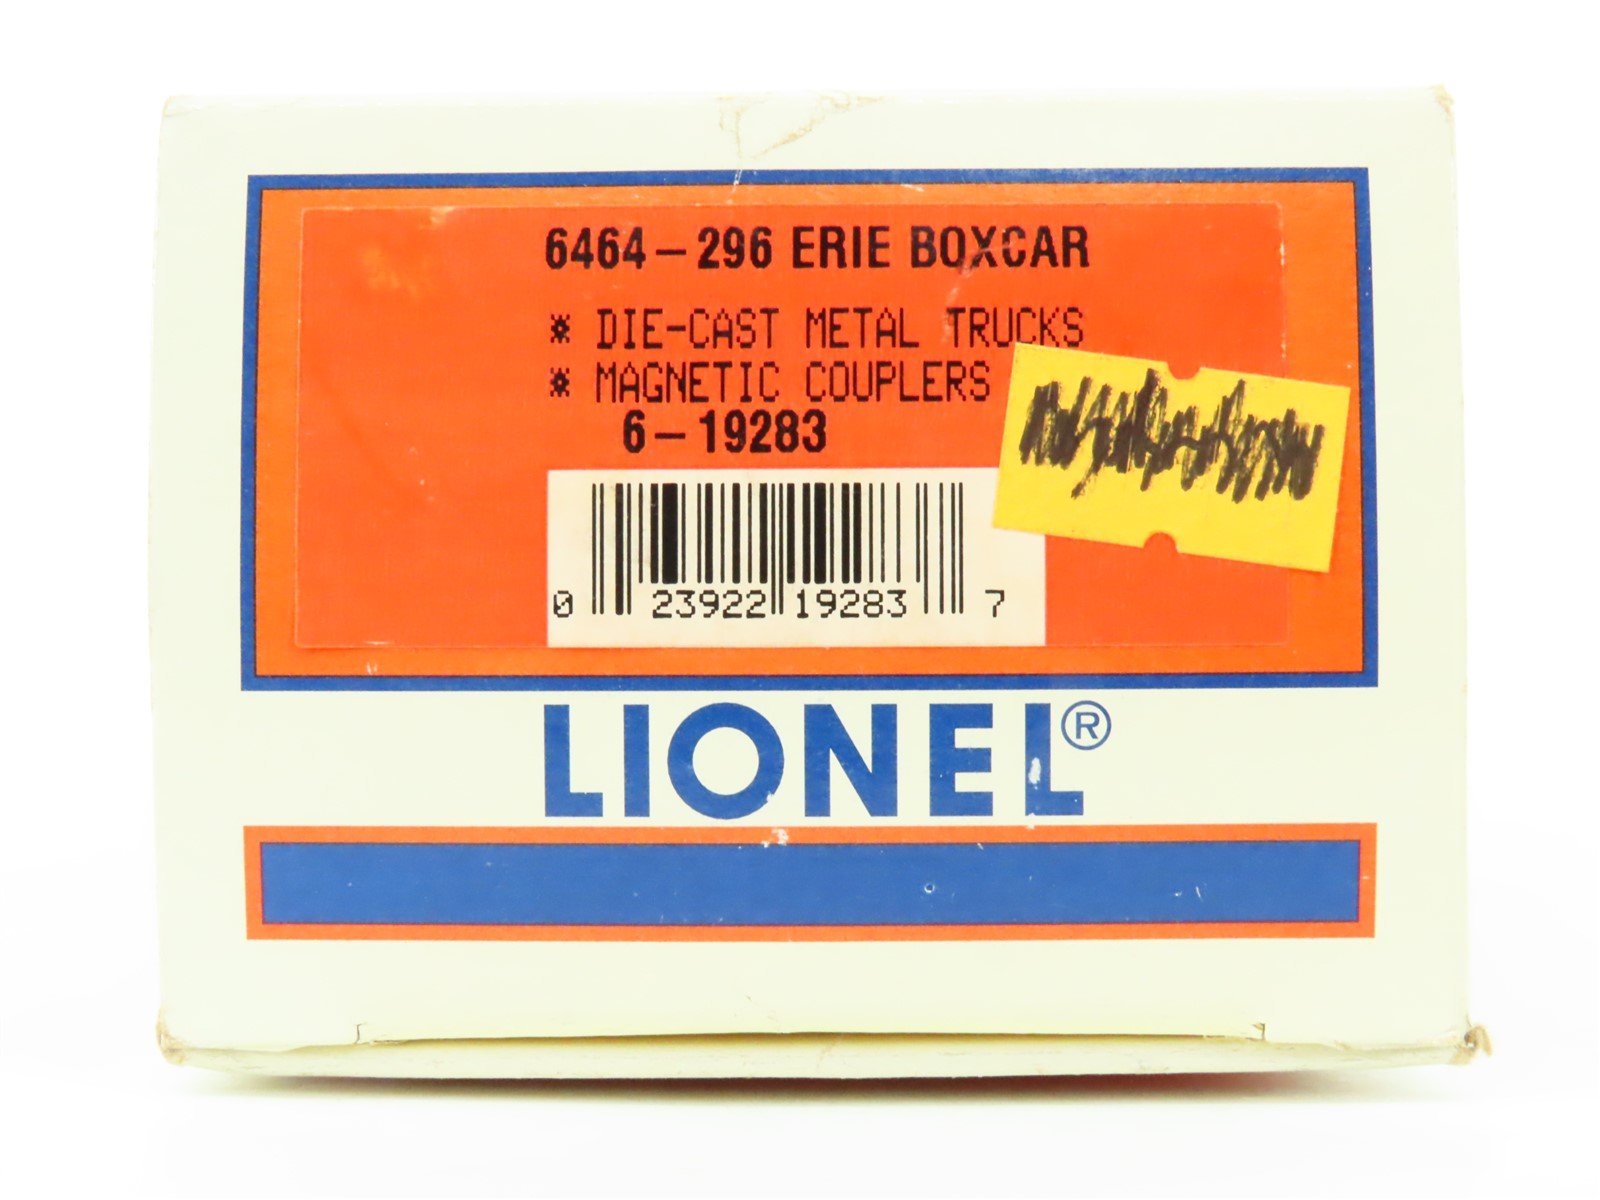 6464-296 ERIE BOXCAR
* DIE-CAST METAL TRUCKS
* MAGNETIC COUPLERS
6-19283
0 23922 19283 7
LIONEL®